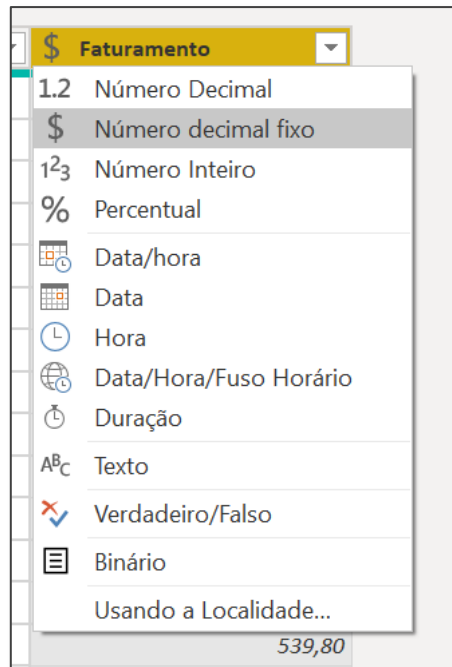 $ Faturamento
1.2 Número Decimal
$ Número decimal fixo
1²3 Número Inteiro
% Percentual
Data/hora
Data
Hora
Data/Hora/Fuso Horário
Duração
ABC Texto
Verdadeiro/Falso
Binário
Usando a Localidade...
539,80